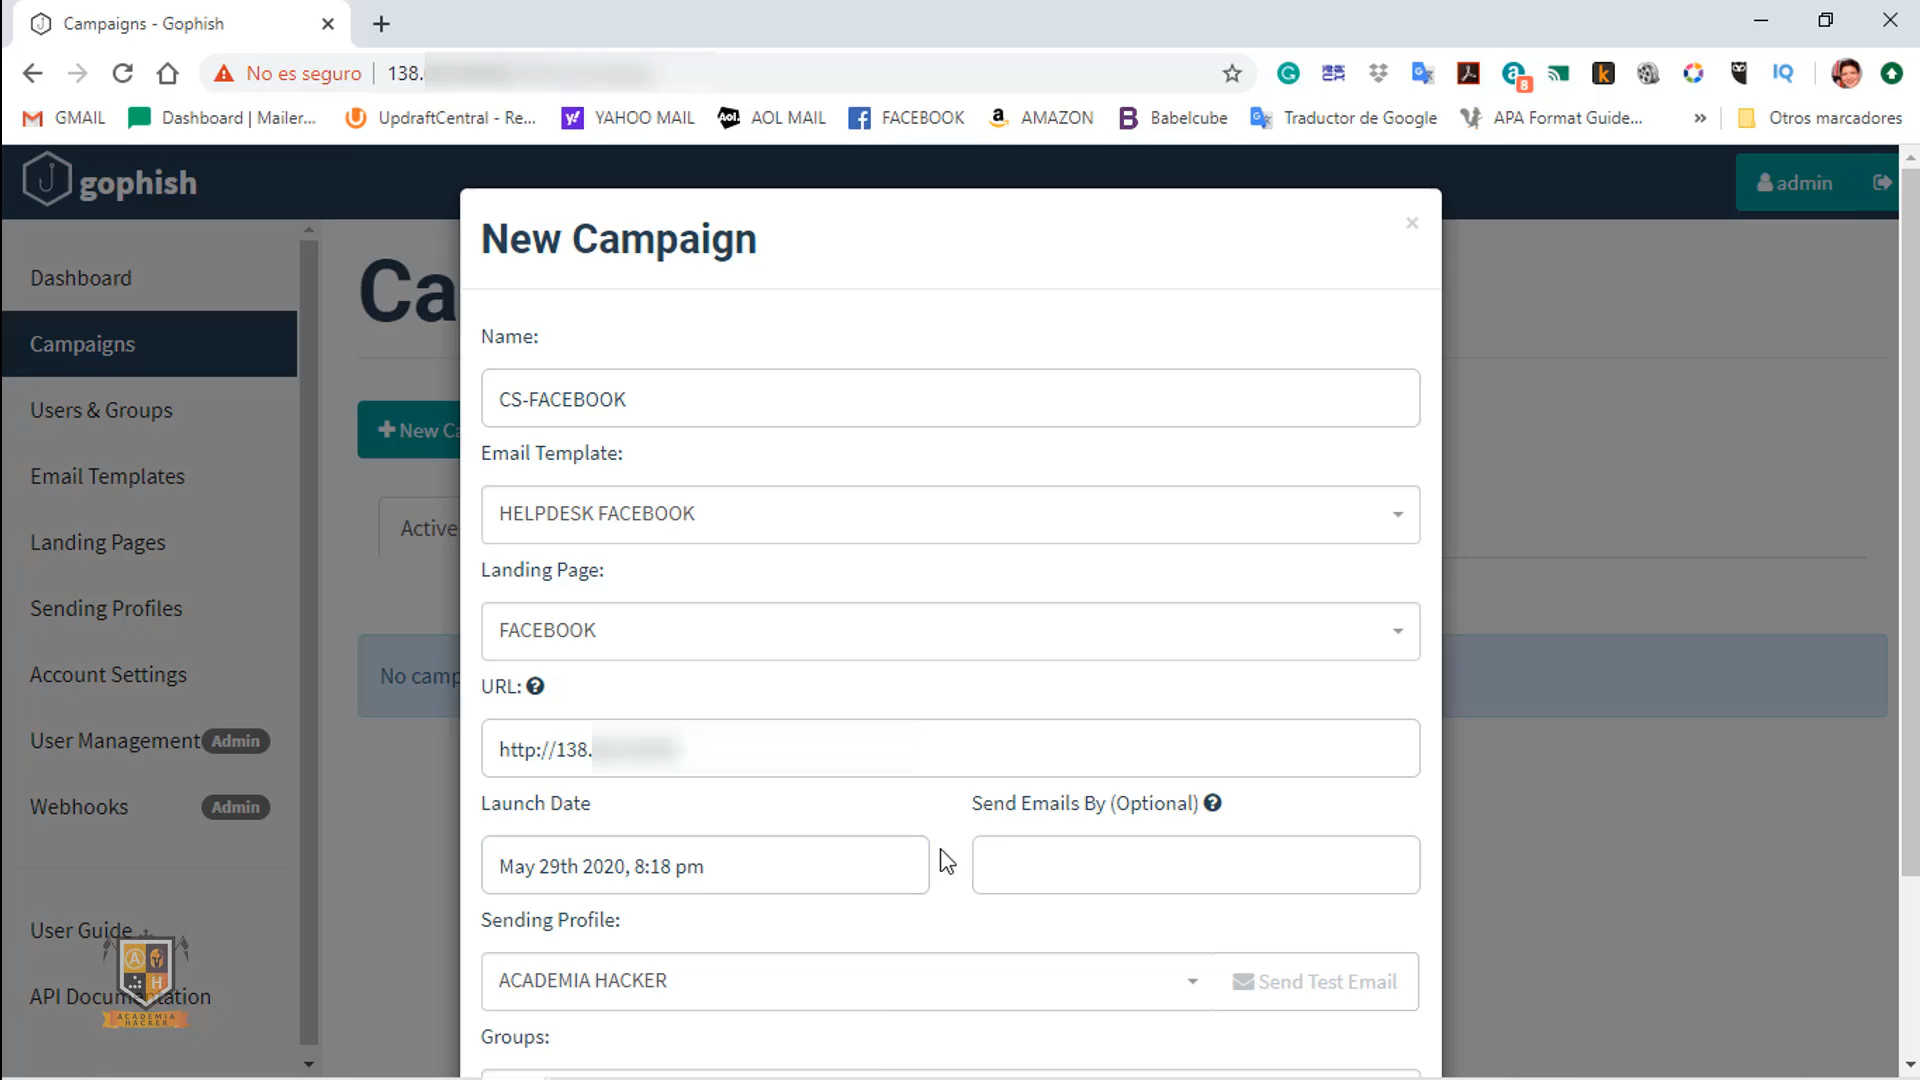 Campaigns - Gophish
No es seguro
138.
GMAIL
Dashboard | Mailer...
UpdraftCentral - Re...
YAHOO MAIL
AOL MAIL
FACEBOOK
AMAZON
Babelcube
Traductor de Google
APA Format Guide...
Otros marcadores
gophish
admin
Dashboard
Campaigns
Users & Groups
Email Templates
Landing Pages
Sending Profiles
Account Settings
User Management Admin
Webhooks Admin
User Guide
API Documentation
ACADEMIA
HACKER
Ca
New Ca
Active
No camp
New Campaign
Name:
CS-FACEBOOK
Email Template:
HELPDESK FACEBOOK
Landing Page:
FACEBOOK
URL:
http://138.
Launch Date
Send Emails By (Optional)
May 29th 2020, 8:18 pm
Sending Profile:
ACADEMIA HACKER
Send Test Email
Groups: